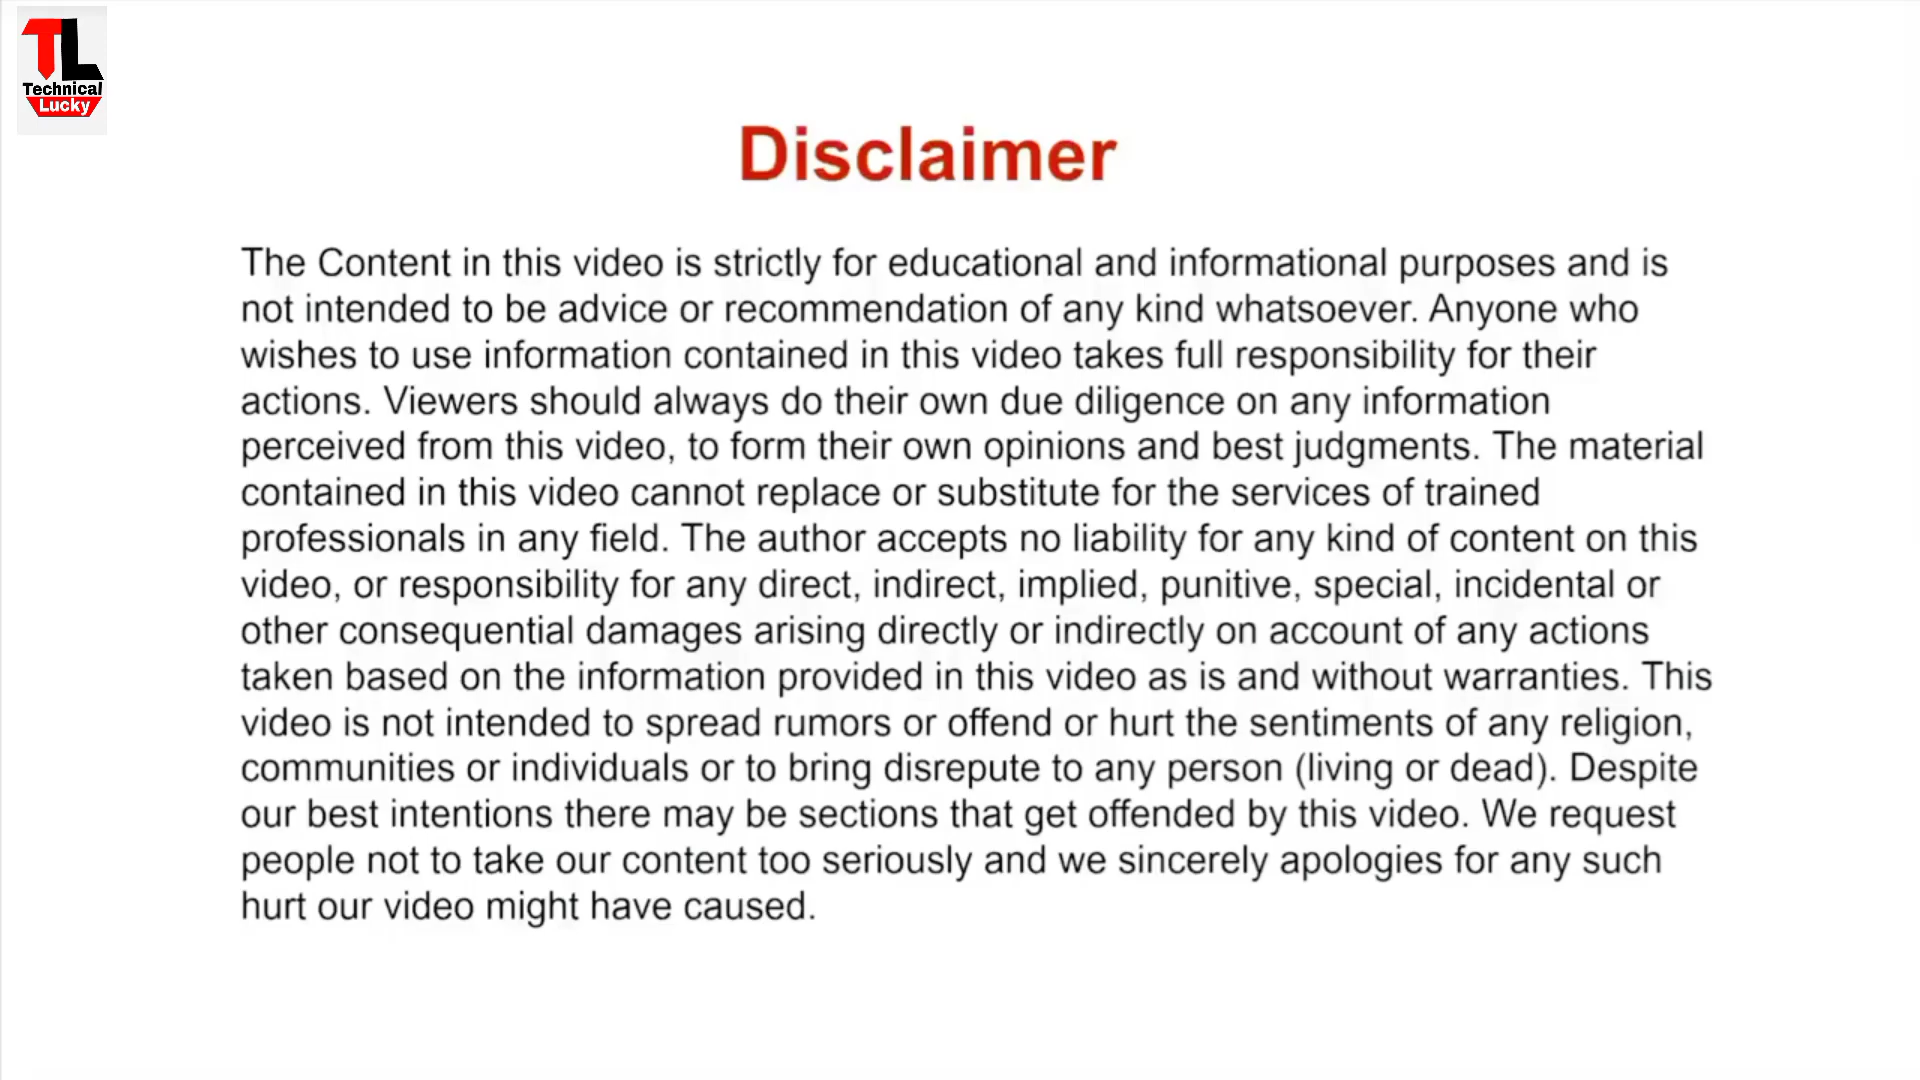 TL
Technical
Lucky
Disclaimer
The Content in this video is strictly for educational and informational purposes and is
not intended to be advice or recommendation of any kind whatsoever. Anyone who
wishes to use information contained in this video takes full responsibility for their
actions. Viewers should always do their own due diligence on any information
perceived from this video, to form their own opinions and best judgments. The material
contained in this video cannot replace or substitute for the services of trained
professionals in any field. The author accepts no liability for any kind of content on this
video, or responsibility for any direct, indirect, implied, punitive, special, incidental or
other consequential damages arising directly or indirectly on account of any actions
taken based on the information provided in this video as is and without warranties. This
video is not intended to spread rumors or offend or hurt the sentiments of any religion,
communities or individuals or to bring disrepute to any person (living or dead). Despite
our best intentions there may be sections that get offended by this video. We request
people not to take our content too seriously and we sincerely apologies for any such
hurt our video might have caused.